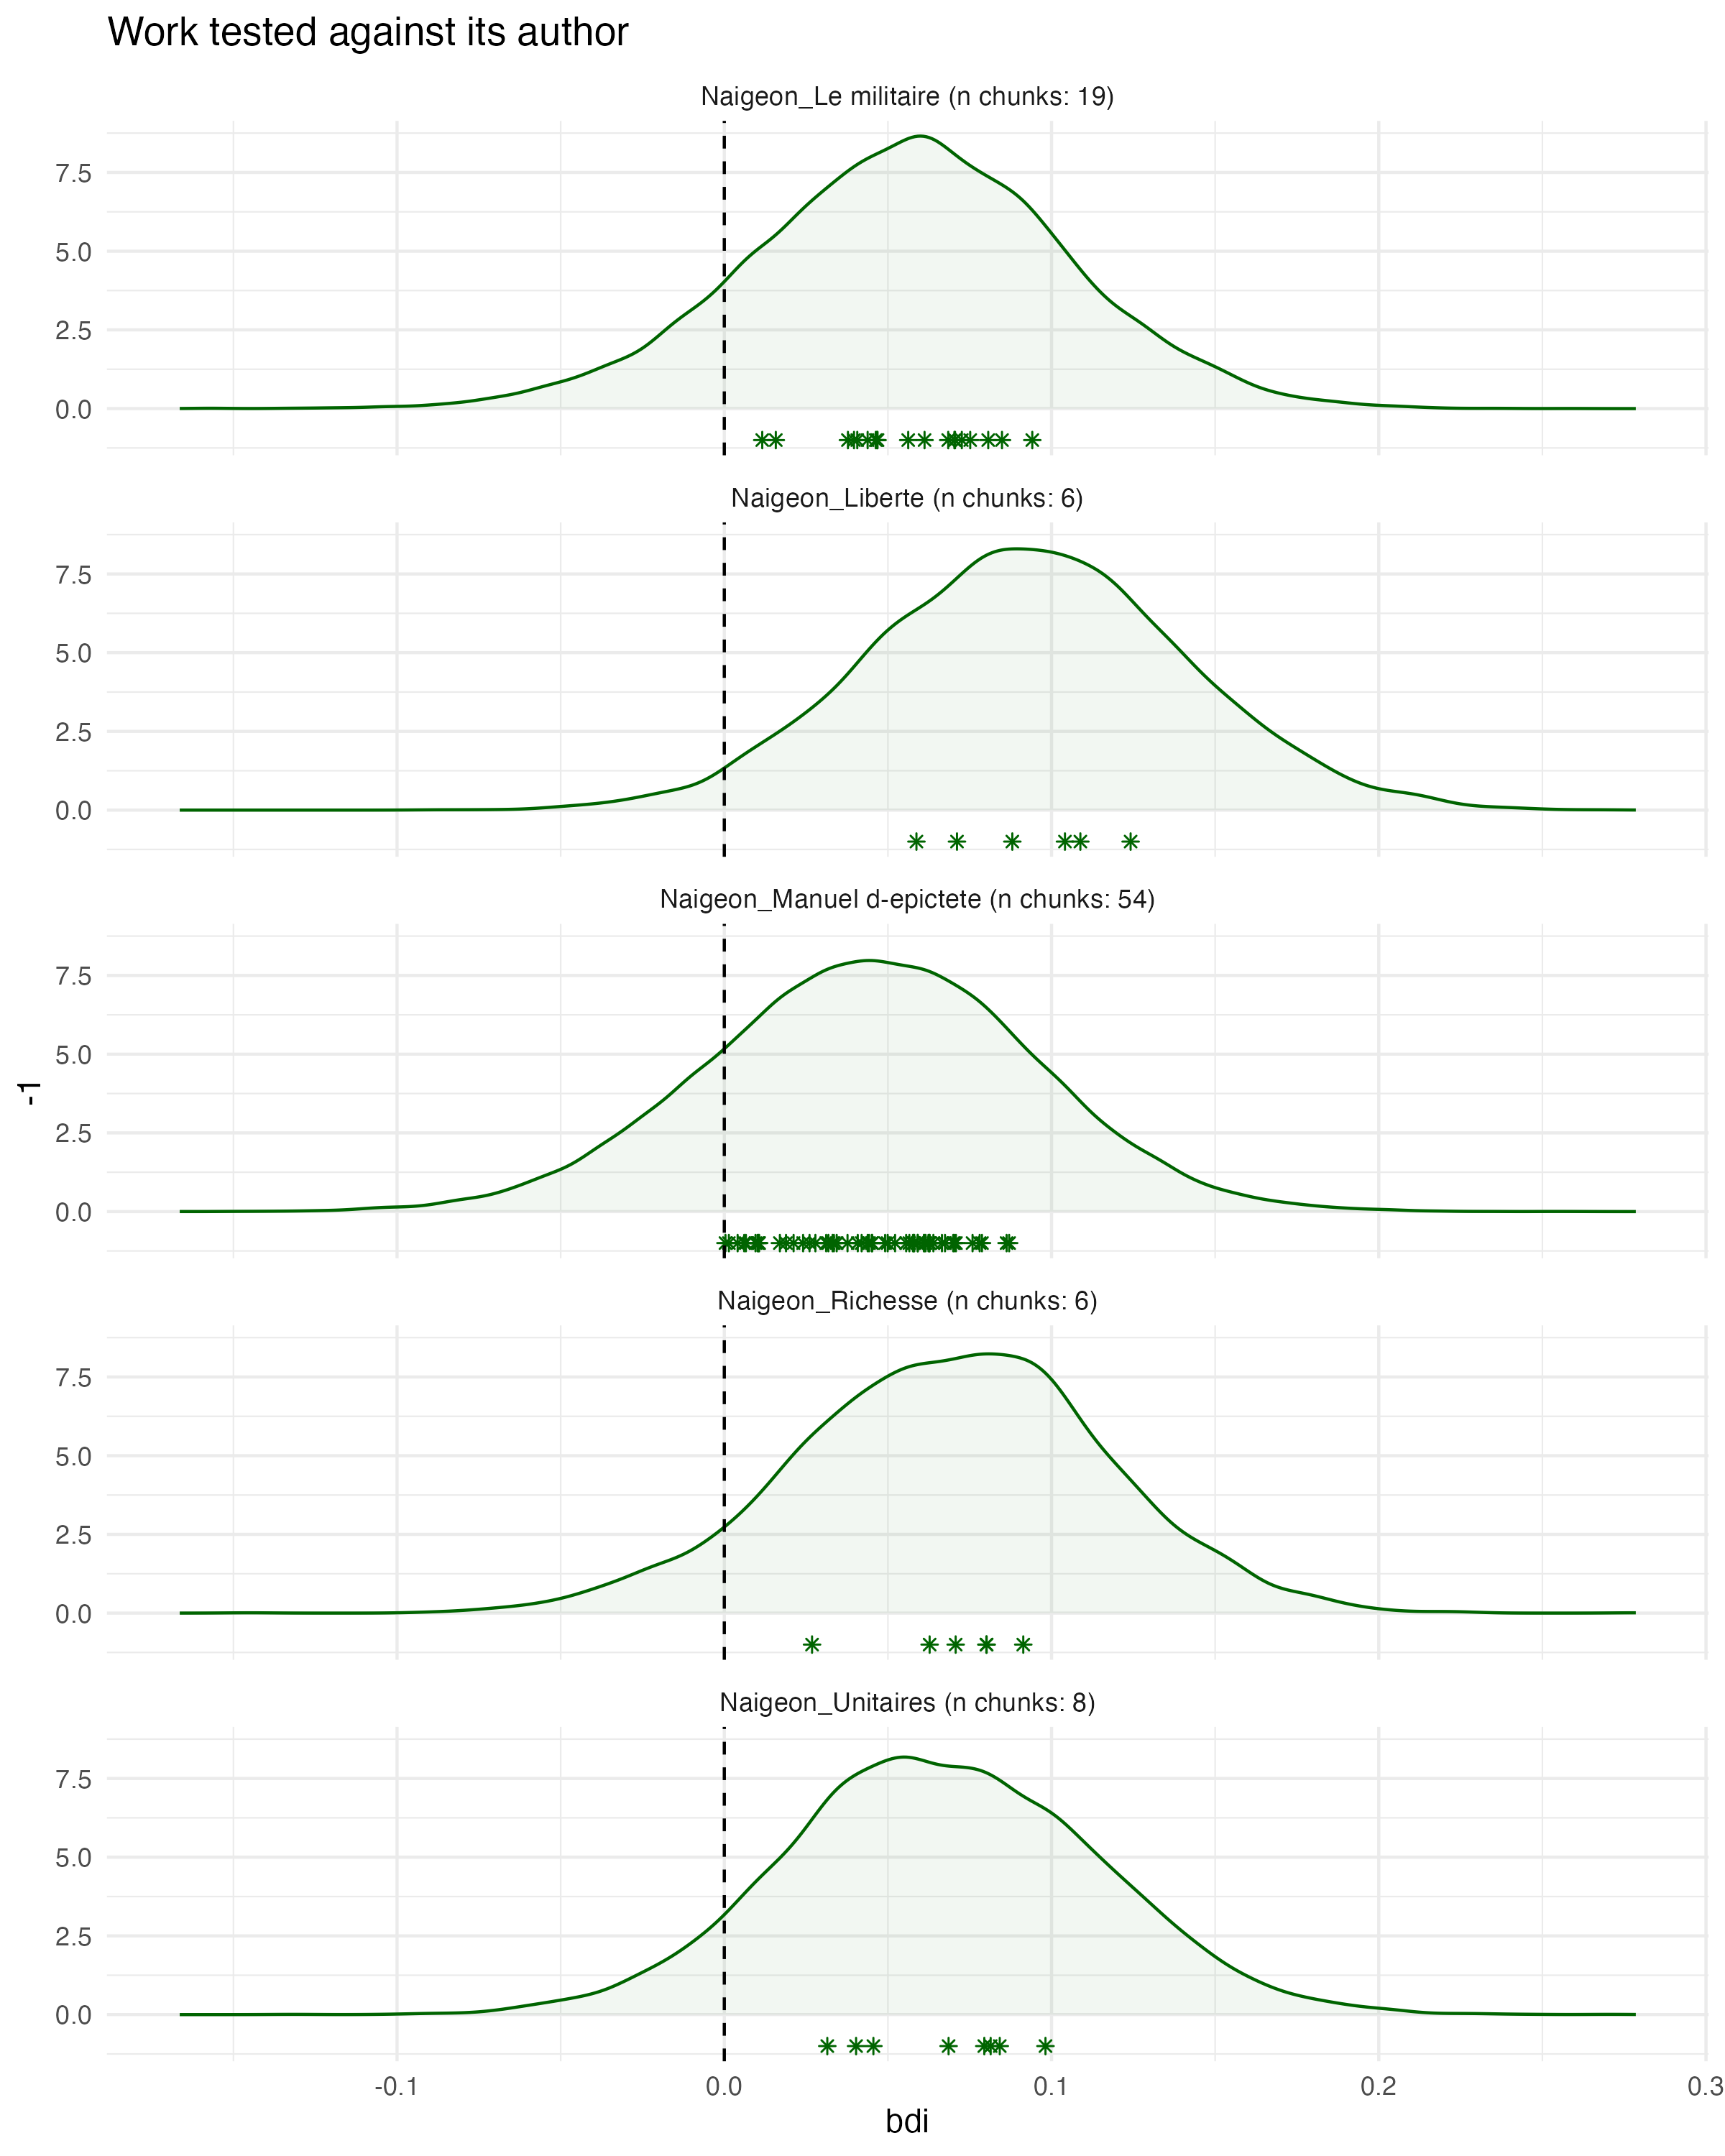 Work tested against its author
Naigeon_Le militaire (n chunks: 19)
7.5
5.0
2.5
0.0
Naigeon_Liberte (n chunks: 6)
7.5
5.0
2.5
0.0
Naigeon_Manuel d-epictete (n chunks: 54)
7.5
5.0
2.5
0.0
-1
Naigeon_Richesse (n chunks: 6)
7.5
5.0
2.5
0.0
Naigeon_Unitaires (n chunks: 8)
7.5
5.0
2.5
0.0
-0.1 0.0 0.1 0.2 0.3
bdi